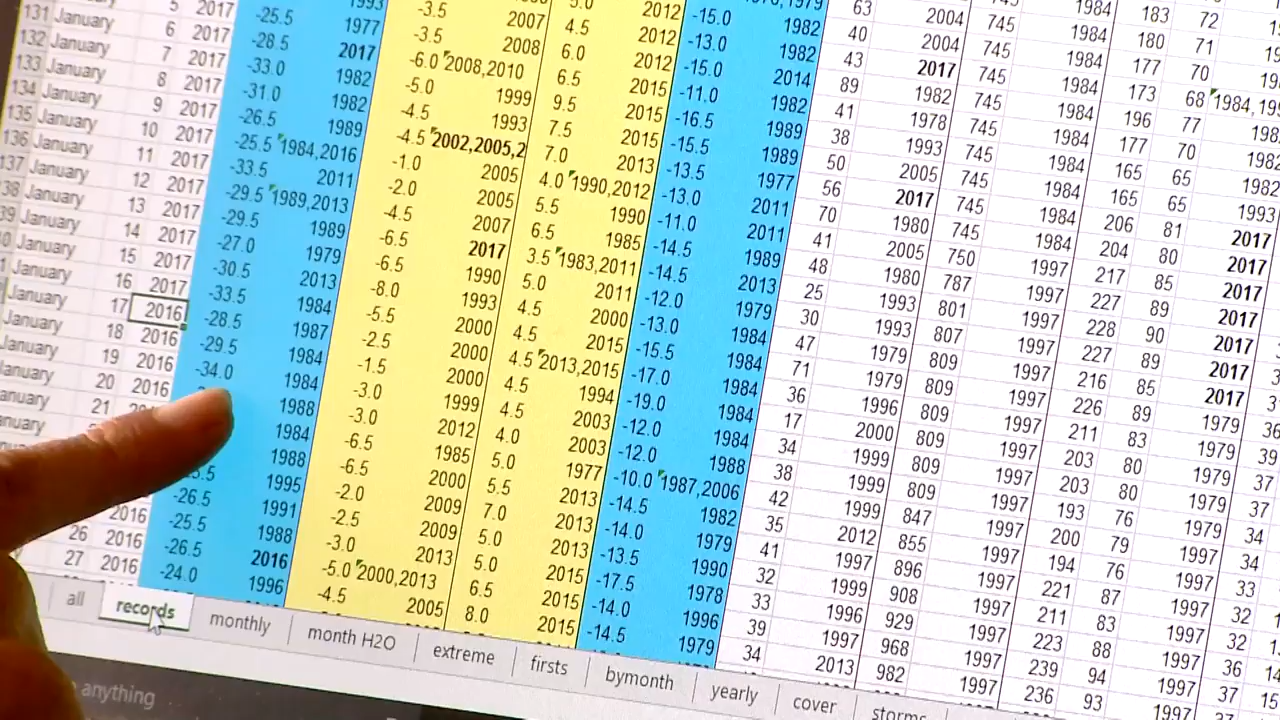 183 72
63 2004 745 1984 180 71
5.0 2012 -15.0 1982 40 2004 745 1984 177 70
1993 -3.5 2007 4.5 2012 -13.0 1982 43 2017 745 1984 173 68 1984,19
5 2017 -25.5 1977 -3.5 2008 6.0 2012 -15.0 2014 89 1982 745 1984 196 77 198
131 January 6 2017 -28.5 2017 -6.0 2008,2010 6.5 2015 -11.0 1982 41 1978 745 1984 177 70 1982
132 January 7 2017 -33.0 1982 -5.0 1999 9.5 2015 -16.5 1989 38 1993 745 1984 165 65 1982
133 January 8 2017 -31.0 1982 -4.5 1993 7.5 2015 -15.5 1989 50 2005 745 1984 165 65 1993
134 January 9 2017 -26.5 1989 -4.5 2002,2005,2 7.0 2013 -13.5 1977 56 2017 745 1984 206 81 2017
135 January 10 2017 -25.5 1984,2016 -1.0 2005 4.0 1990,2012 -13.0 2011 70 1980 745 1984 204 80 2017
136 January 11 2017 -33.5 2011 -2.0 2005 5.5 1990 -11.0 2011 41 2005 750 1997 217 85 2017
137 January 12 2017 -29.5 1989,2013 -4.5 2007 6.5 1985 -14.5 1989 48 1980 787 1997 227 89 2017
38 January 13 2017 -29.5 1989 -6.5 2017 3.5 1983,2011 -14.5 2013 25 1993 801 1997 228 90 2017
39 January 14 2017 -27.0 1979 -6.5 1990 5.0 2011 -12.0 1979 30 1993 807 1997 227 89 2017
0 January 15 2017 -30.5 2013 -8.0 1993 4.5 2000 -13.0 1984 47 1979 809 1997 216 85 2017
1 January 16 2017 -33.5 1984 -5.5 2000 4.5 2015 -15.5 1984 71 1979 809 1997 226 89 1979 36
January 17 2016 -28.5 1987 -2.5 2000 4.5 2013,2015 -17.0 1984 36 1996 809 1997 211 83 1979 39
January 18 2016 -29.5 1984 -1.5 2000 4.5 1994 -19.0 1984 17 2000 809 1997 203 80 1979 37
January 19 2016 -34.0 1984 -3.0 1999 4.5 2003 -12.0 1984 34 1999 809 1997 203 80 1979 37
January 20 2016 1988 -3.0 2012 4.0 2003 -12.0 1988 38 1999 809 1997 193 76 1979 34
21 1984 -6.5 1985 5.0 1977 -10.0 1987,2006 42 1999 847 1997 200 79 1979 34
1988 -6.5 2000 5.5 2013 -14.5 1982 35 2012 855 1997 194 76 1997 33
5.5 1995 -2.0 2009 7.0 2013 -14.0 1979 41 1997 896 1997 221 87 1997 32
-26.5 1991 -2.5 2009 5.0 2013 -13.5 1990 32 1999 908 1997 211 83 1997 32
2016 -25.5 1988 -3.0 2013 5.0 2015 -17.5 1978 33 1996 929 1997 223 88 1997 36
26 2016 -26.5 2016 -5.0 2000,2013 6.5 2015 -14.0 1996 39 1997 968 1997 239 94 1997 37
27 2016 -24.0 1996 -4.5 2005 8.0 2015 -14.5 1979 34 2013 982 1997 236 93 1997 37
all records monthly month H2O extreme firsts bymonth yearly cover storms
anything